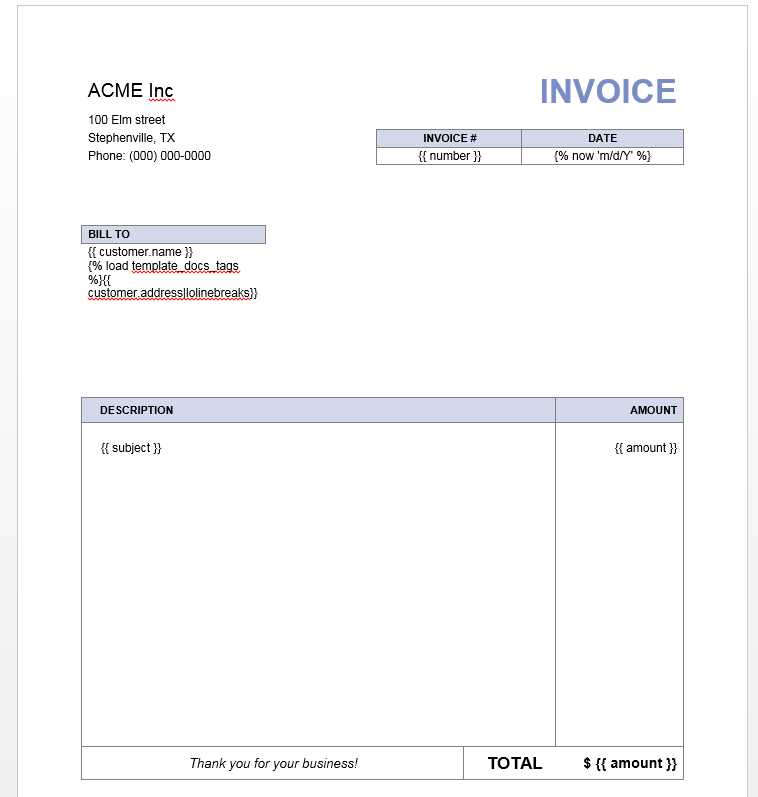 ACME Inc
INVOICE
100 Elm street
Stephenville, TX
Phone: (000) 000-0000
INVOICE # DATE
{{ number }} {% now 'm/d/Y' %}
BILL TO
{{ customer.name }}
{% load template_docs_tags
%}{{
customer.address|lolinebreaks}}
DESCRIPTION AMOUNT
{{ subject }} {{ amount }}
Thank you for your business! TOTAL $ {{ amount }}